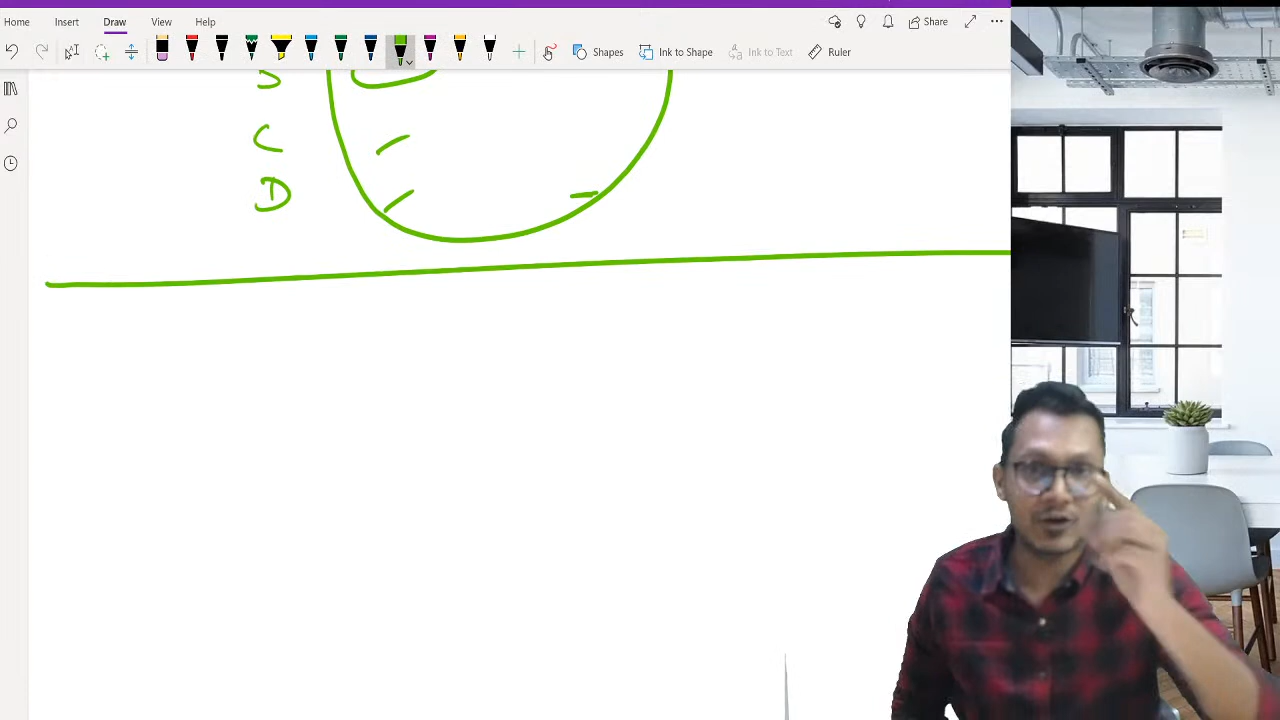 Home Insert Draw View Help Share
Shapes Ink to Shape Ink to Text Ruler
C
D